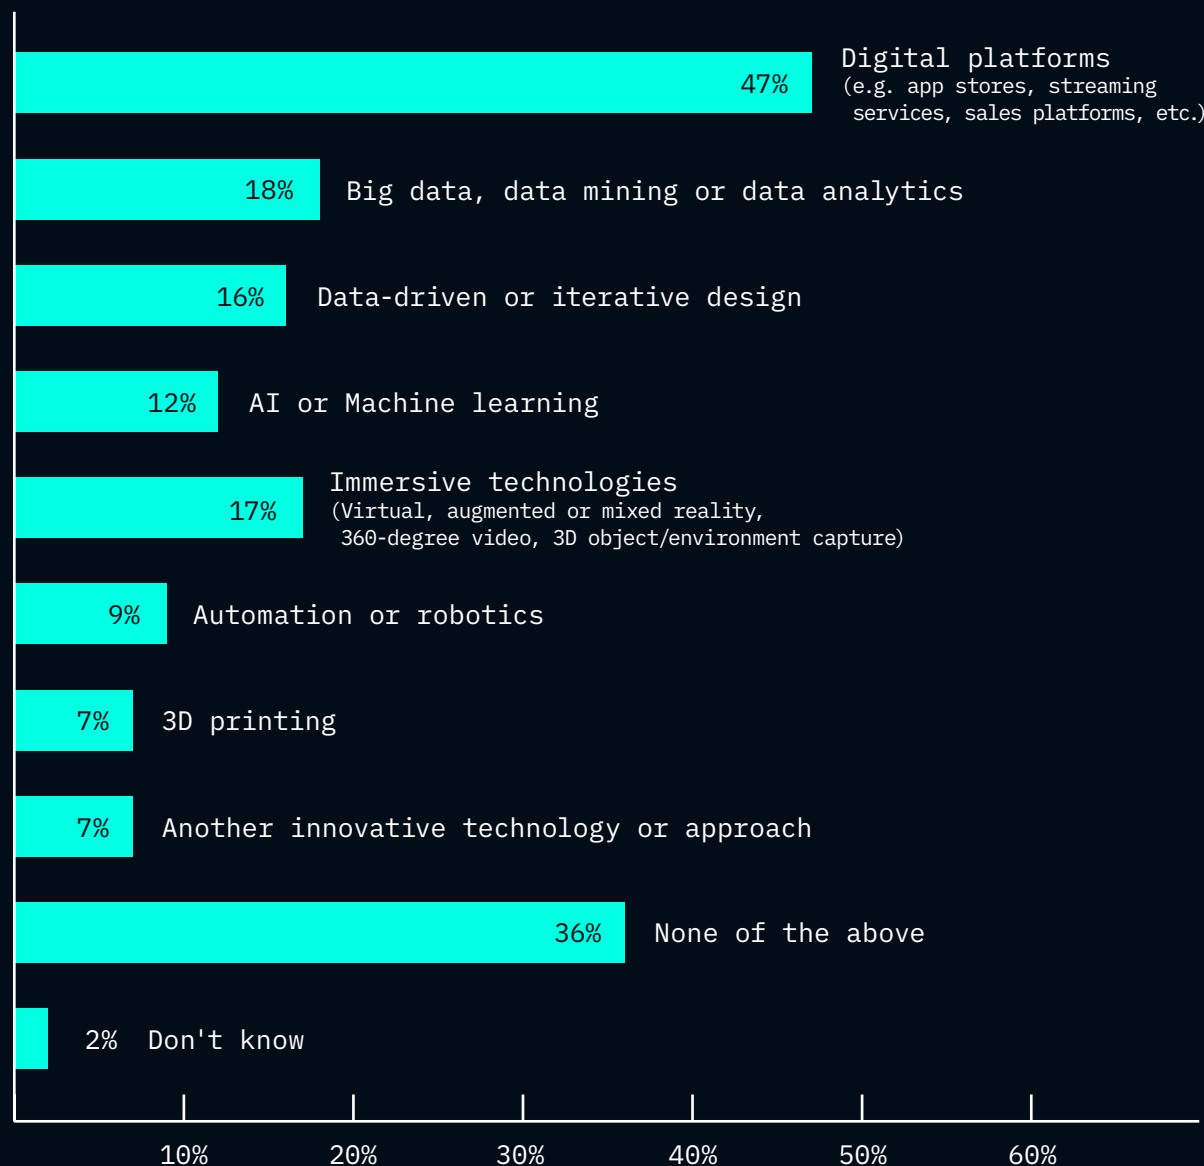 47%
Digital platforms
(e.g. app stores, streaming
services, sales platforms, etc.)
18%
Big data, data mining or data analytics
16%
Data-driven or iterative design
12%
AI or Machine learning
17%
Immersive technologies
(Virtual, augmented or mixed reality,
360-degree video, 3D object/environment capture)
9%
Automation or robotics
7%
3D printing
7%
Another innovative technology or approach
36%
None of the above
2%
Don't know
10% 20% 30% 40% 50% 60%